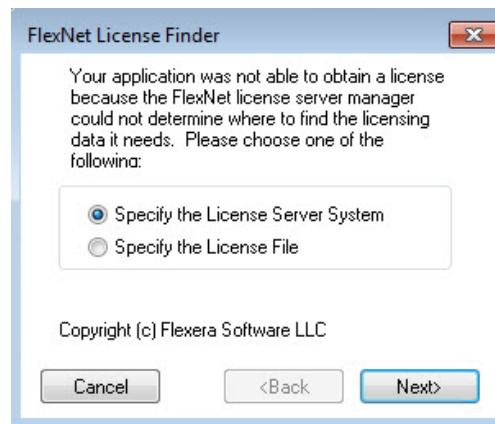 FlexNet License Finder
Your application was not able to obtain a license
because the FlexNet license server manager
could not determine where to find the licensing
data it needs. Please choose one of the
following:
Specify the License Server System
Specify the License File
Copyright (c) Flexera Software LLC
Cancel
<Back
Next>